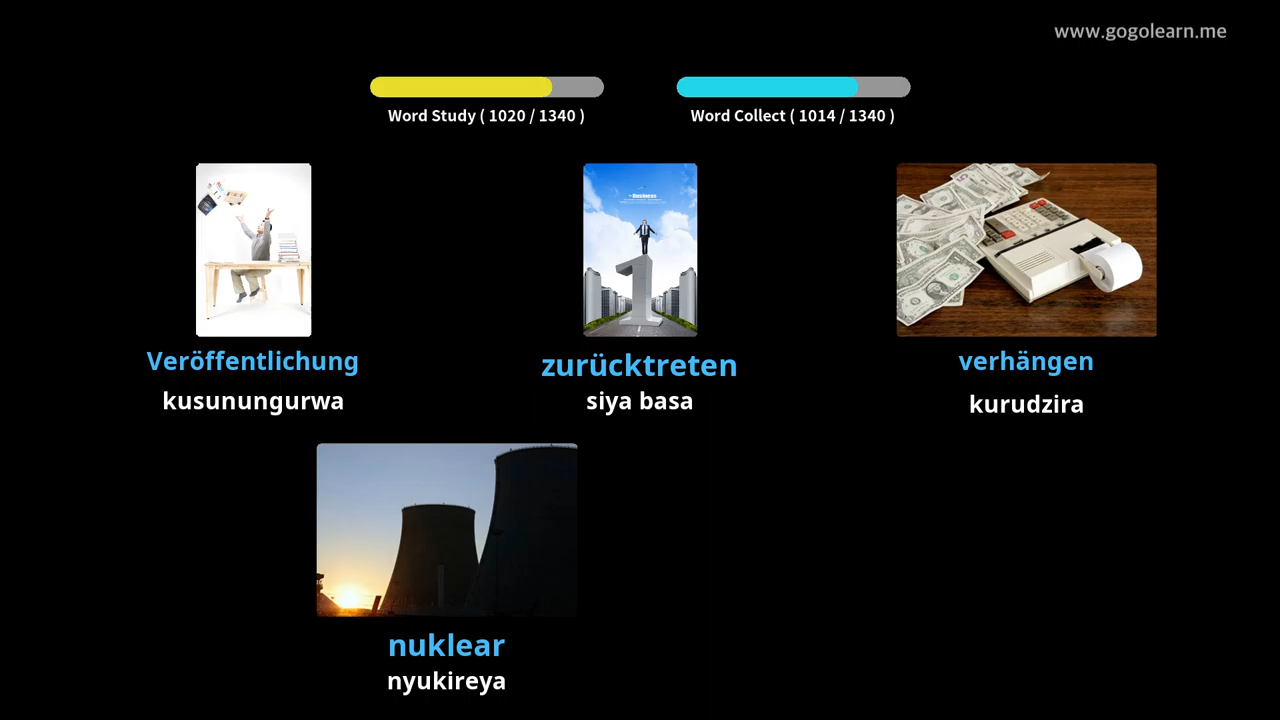 www.gogolearn.me
Word Study ( 1020 / 1340 )
Word Collect ( 1014 / 1340 )
Business
Veröffentlichung
kusunungurwa
zurücktreten
siya basa
verhängen
kurudzira
nuklear
nyukireya